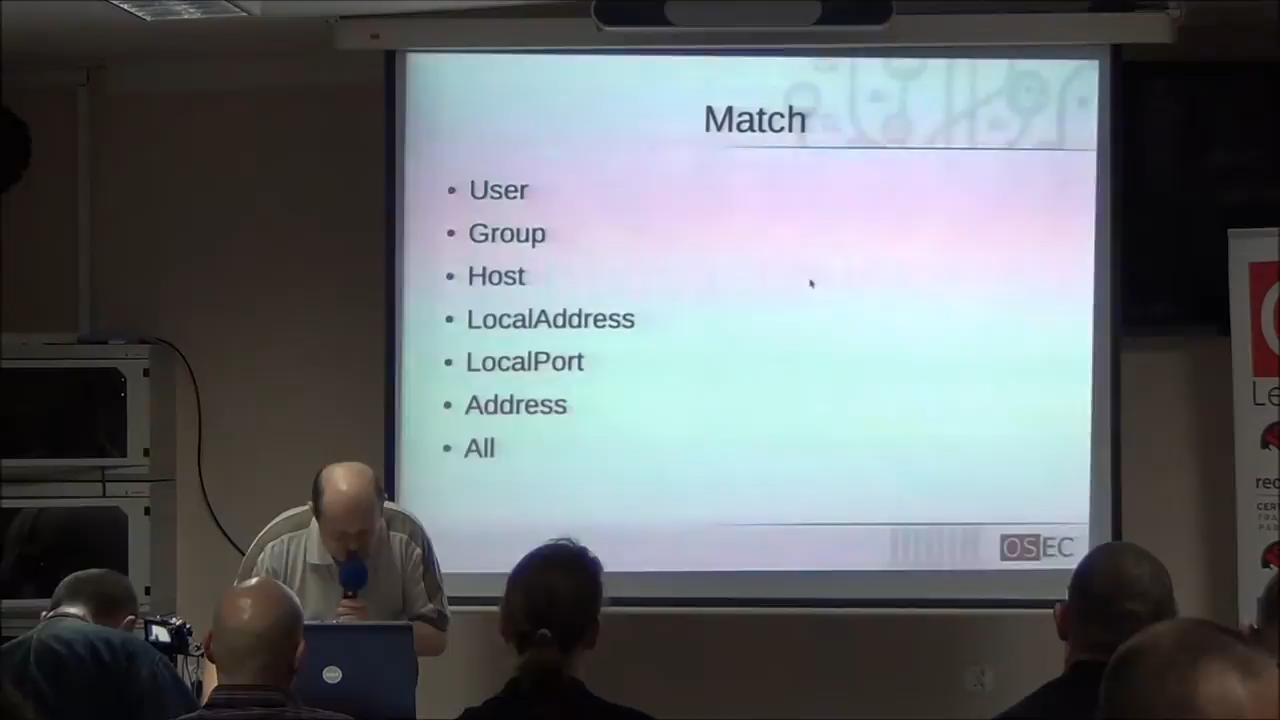 Match
• User
• Group
• Host
• LocalAddress
• LocalPort
• Address
• All
OSEC